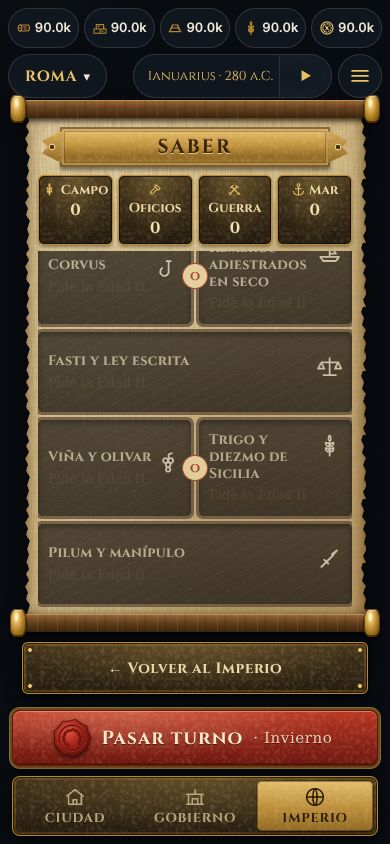 90.0k 90.0k 90.0k 90.0k 90.0k
ROMA ▾
Ianuarius · 280 a.C.
SABER
Campo
0
Oficios
0
Guerra
0
Mar
0
Corvus
Pide la Edad II
O
adiestrados
en seco
Pide la Edad II
Fasti y ley escrita
Pide la Edad II
Viña y olivar
Pide la Edad II
O
Trigo y
diezmo de
Sicilia
Pide la Edad II
Pilum y manípulo
Pide la Edad II
← Volver al Imperio
Pasar turno · Invierno
CIUDAD
GOBIERNO
IMPERIO